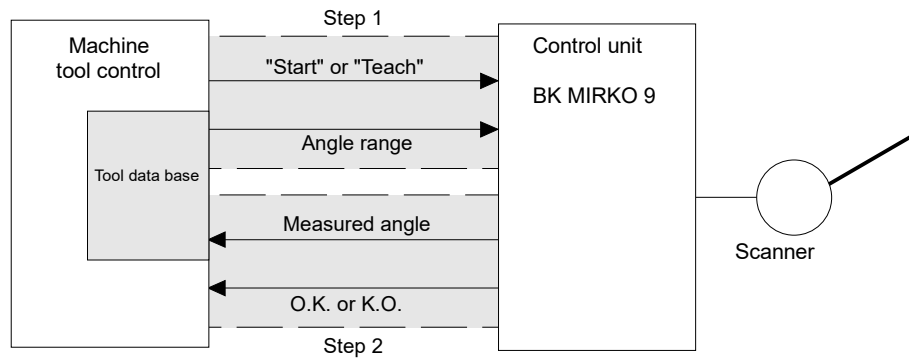 Step 1
Machine
tool control
"Start" or "Teach"
Angle range
Tool data base
Measured angle
O.K. or K.O.
Step 2
Control unit
BK MIRKO 9
Scanner